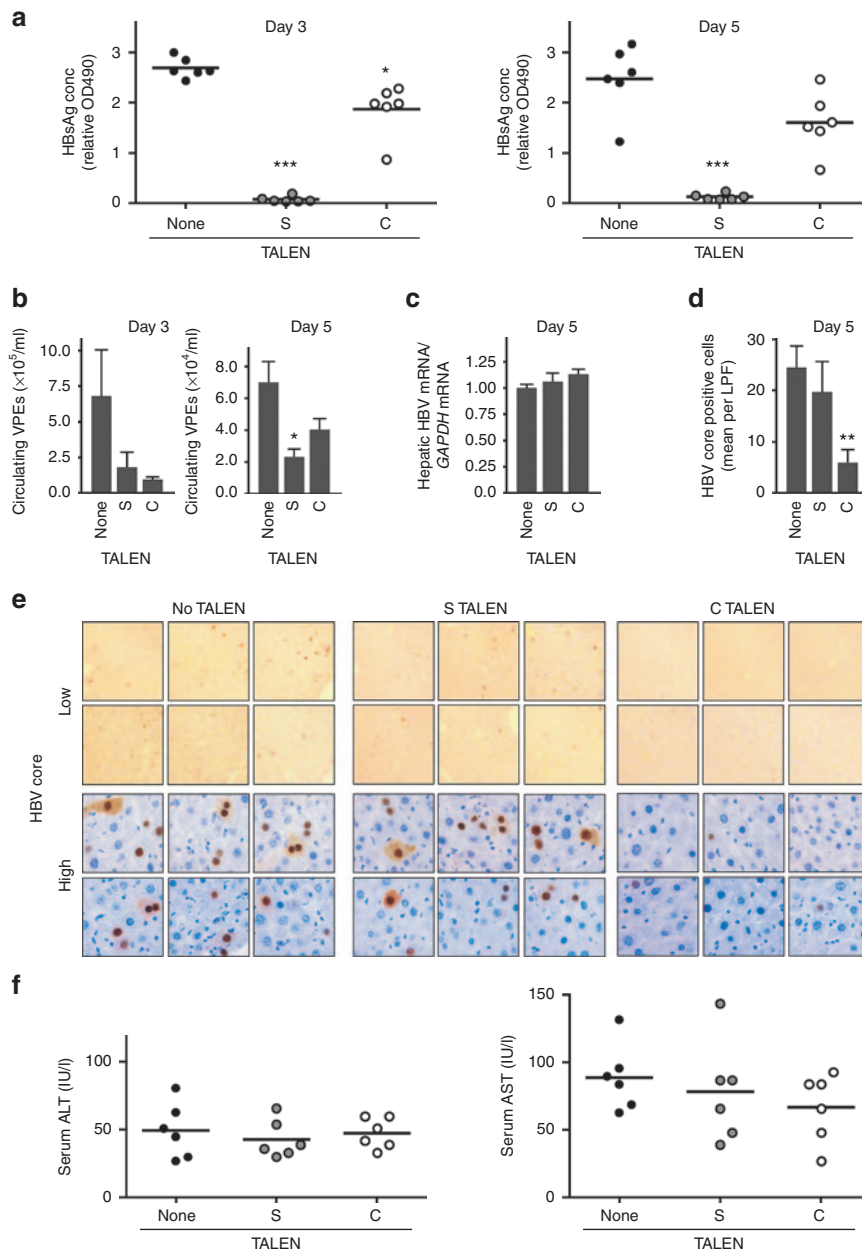 a
Day 3
Day 5
HBsAg conc
(relative OD490)
3
2
1
0
*
***
None S C
TALEN
HBsAg conc
(relative OD490)
3
2
1
0
***
None S C
TALEN
b
Day 3
Circulating VPEs (×10⁵/ml)
10.0
7.5
5.0
2.5
0.0
None S C
TALEN
Day 5
Circulating VPEs (×10⁴/ml)
8.0
6.0
4.0
2.0
0.0
*
None S C
TALEN
c
Day 5
Hepatic HBV mRNA/
GAPDH mRNA
1.25
1.00
0.75
0.50
0.25
0.00
None S C
TALEN
d
Day 5
HBV core positive cells
(mean per LPF)
30
20
10
0
**
None S C
TALEN
e
No TALEN S TALEN C TALEN
HBV core
Low
High
f
Serum ALT (IU/l)
100
50
0
None S C
TALEN
Serum AST (IU/l)
150
100
50
0
None S C
TALEN